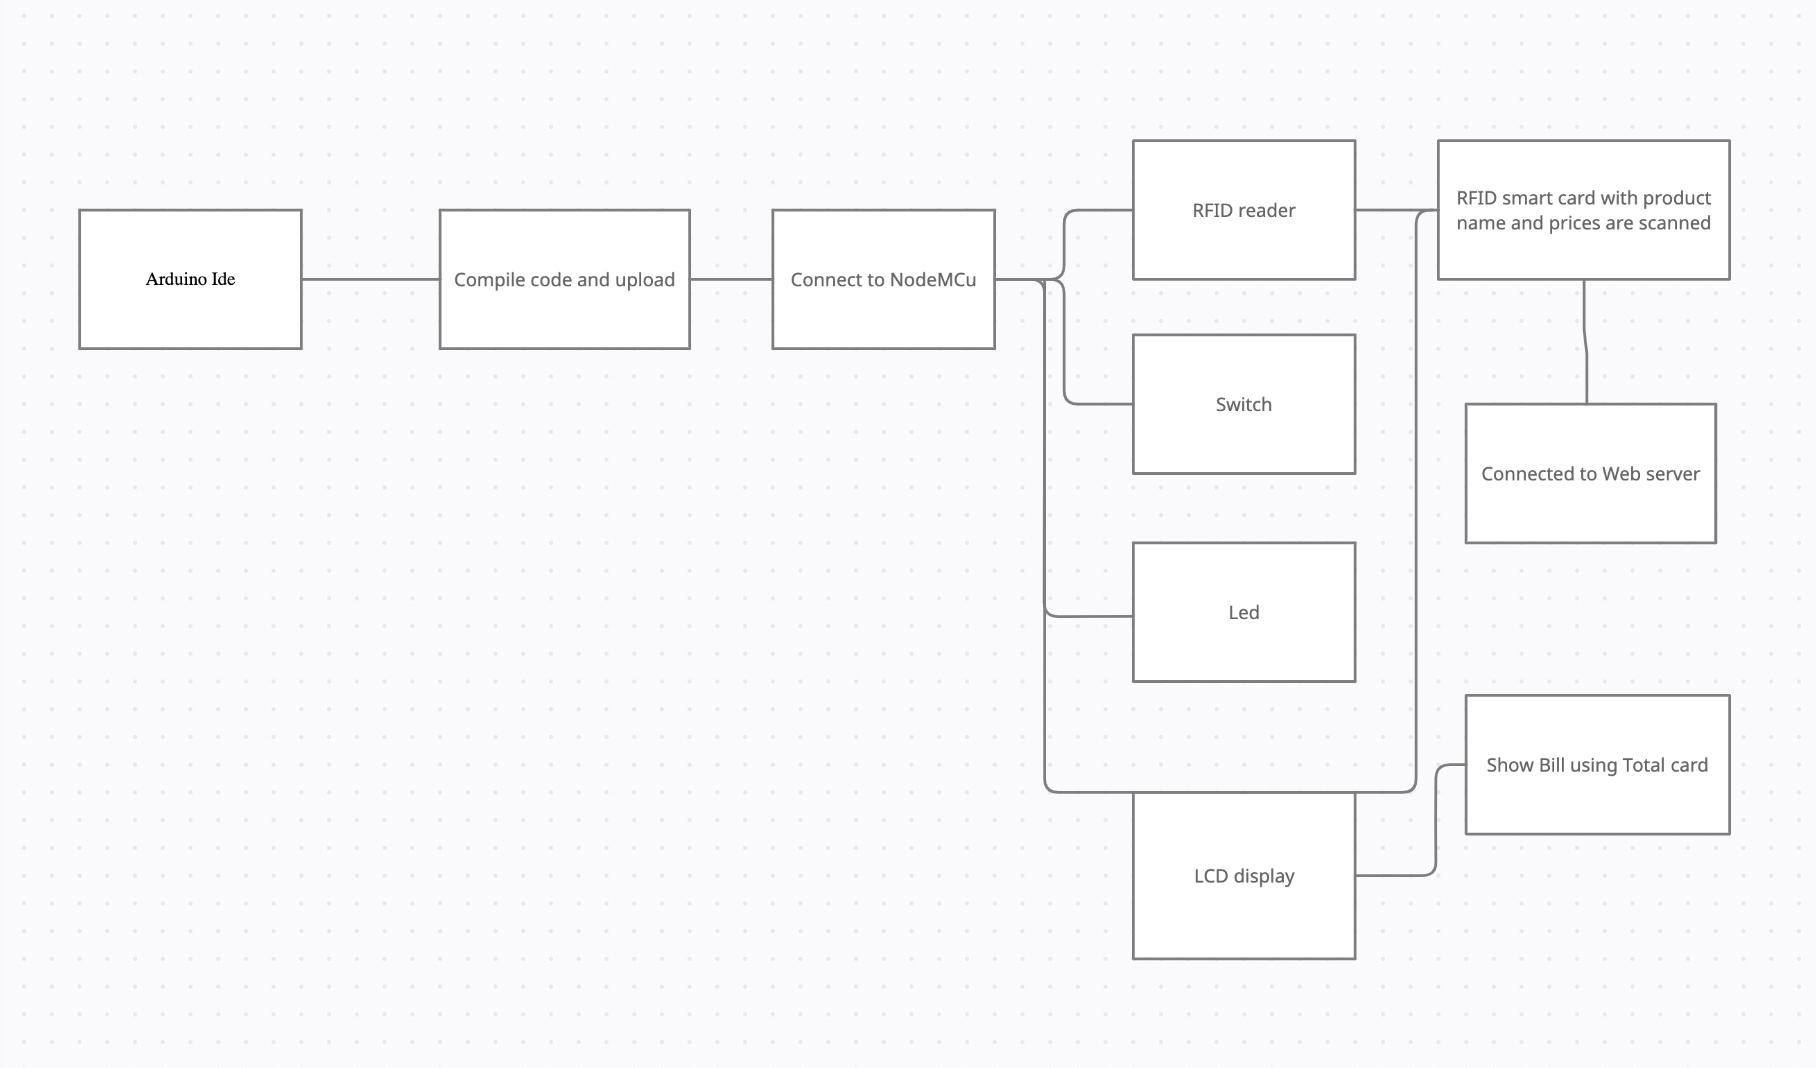 Arduino Ide
Compile code and upload
Connect to NodeMCu
RFID reader
RFID smart card with product
name and prices are scanned
Switch
Connected to Web server
Led
Show Bill using Total card
LCD display